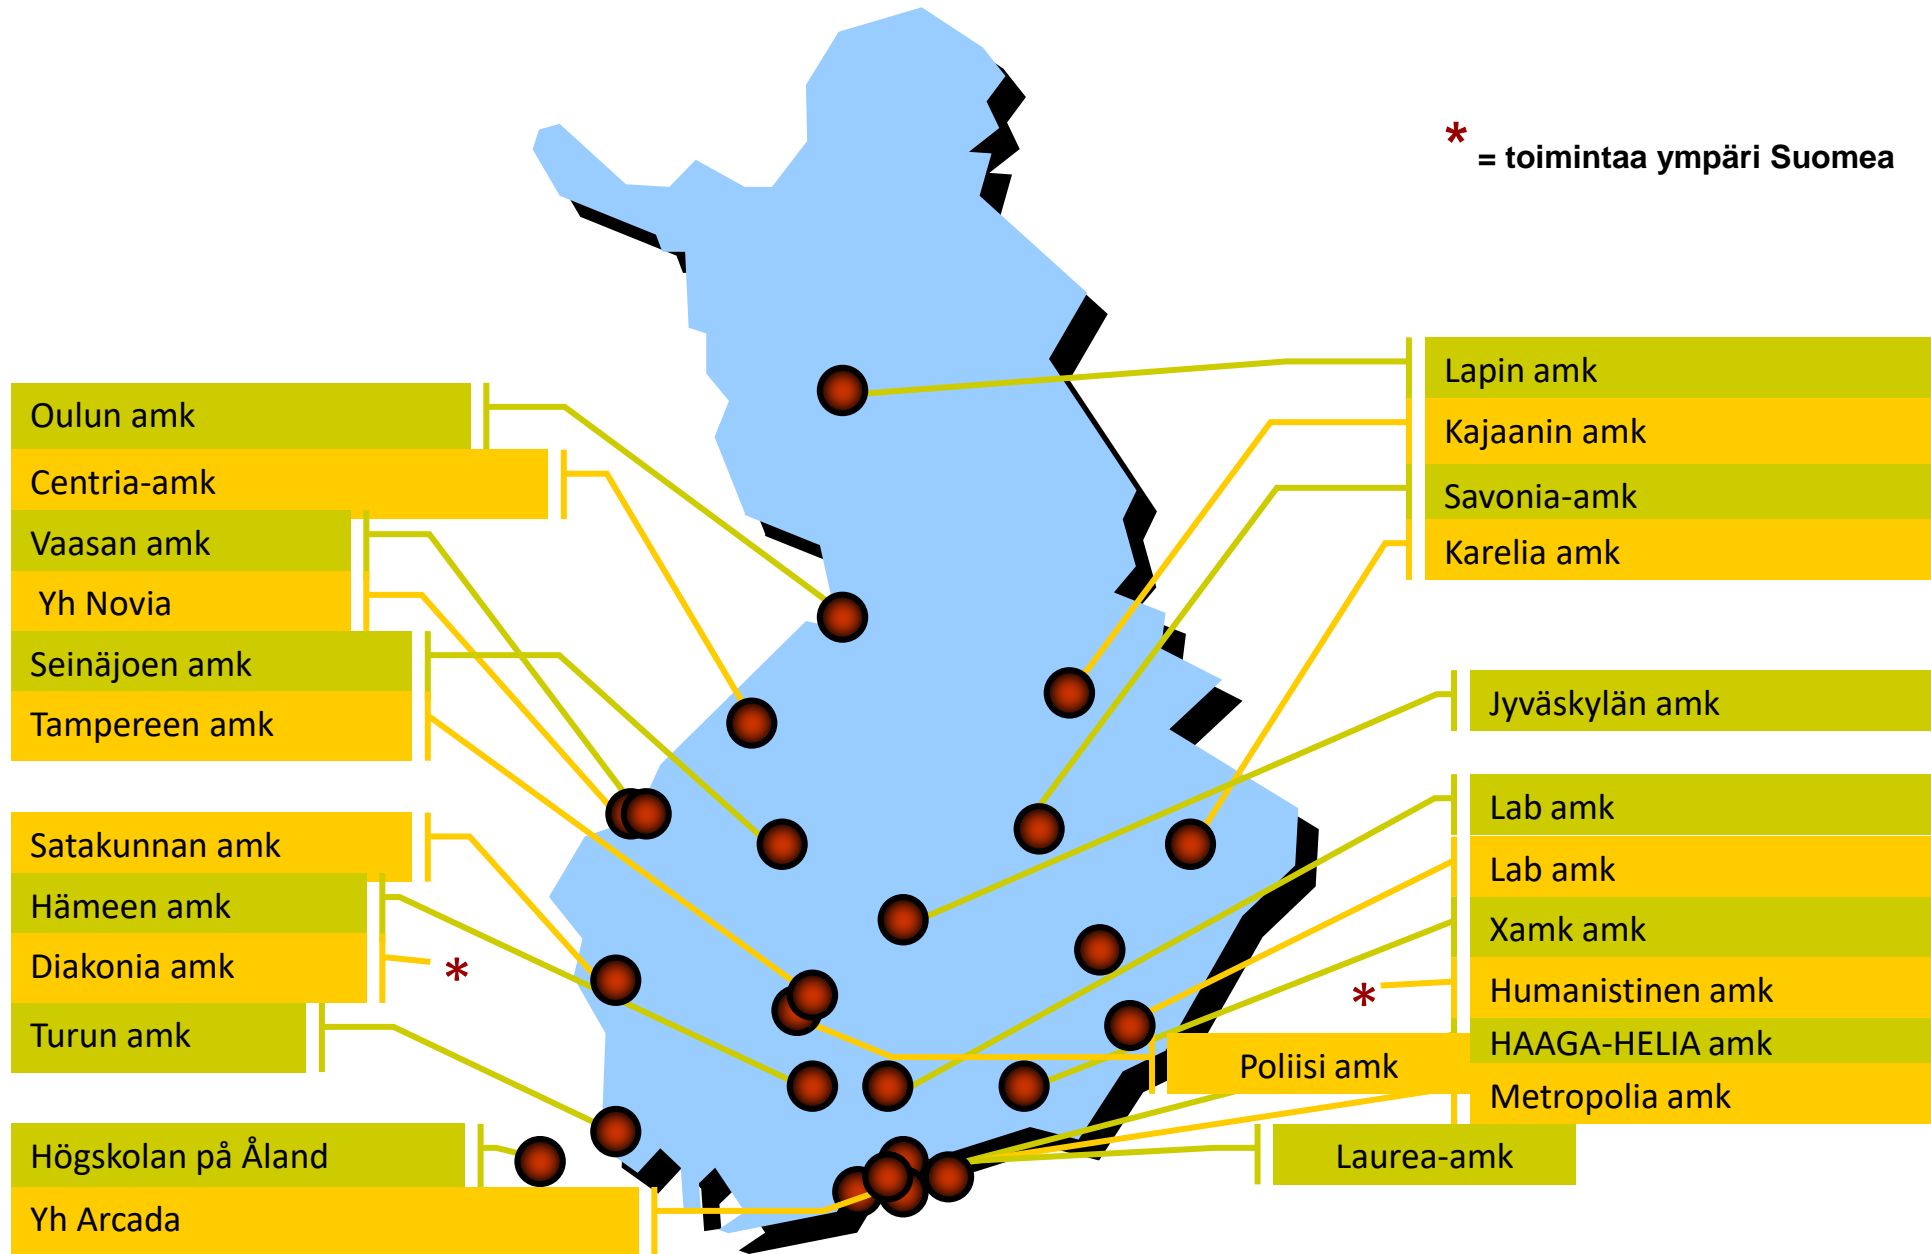 *
= toimintaa ympäri Suomea
Oulun amk
Centria-amk
Vaasan amk
Yh Novia
Seinäjoen amk
Tampereen amk
Satakunnan amk
Hämeen amk
Diakonia amk
*
Turun amk
Högskolan på Åland
Yh Arcada
Lapin amk
Kajaanin amk
Savonia-amk
Karelia amk
Jyväskylän amk
Lab amk
Lab amk
Xamk amk
*
Humanistinen amk
HAAGA-HELIA amk
Poliisi amk
Metropolia amk
Laurea-amk